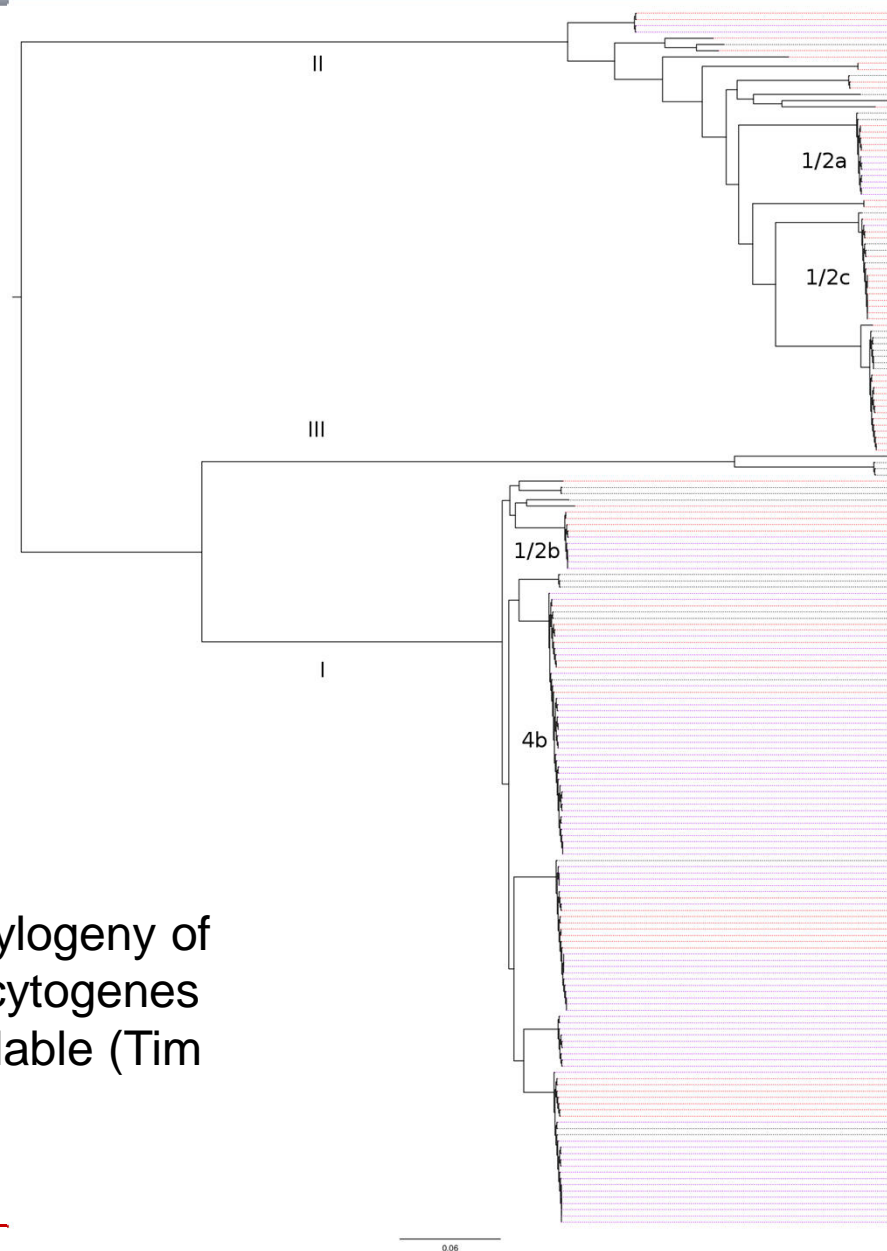 II
1/2a
1/2c
III
1/2b
I
4b
ylogeny of
cytogenes
lable (Tim
0.06